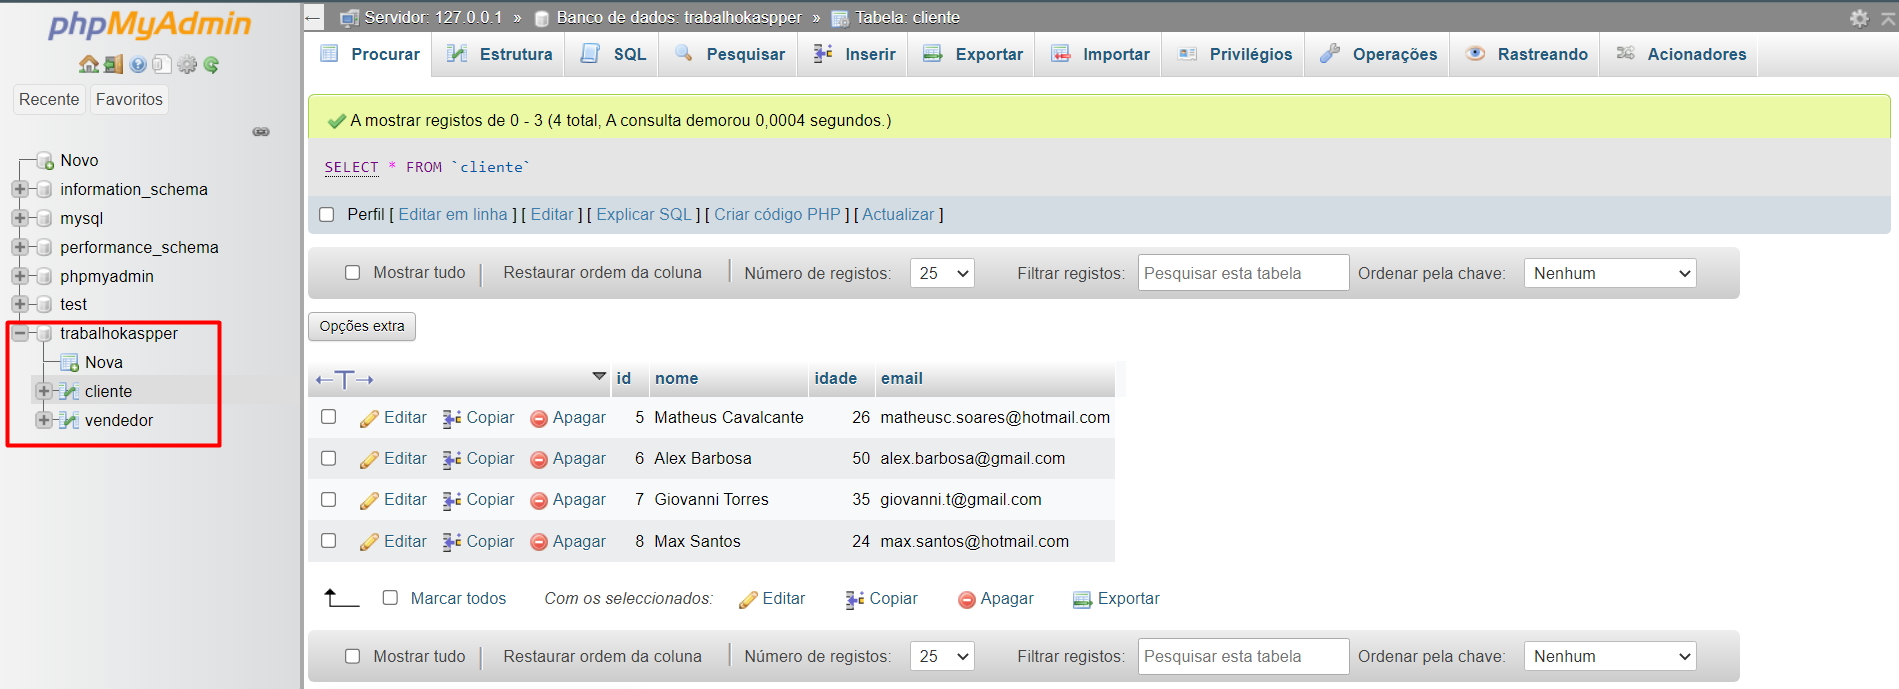 phpMyAdmin
Recente Favoritos
Novo
information_schema
mysql
performance_schema
phpmyadmin
test
trabalhokaspper
Nova
cliente
vendedor
Servidor: 127.0.0.1 » Banco de dados: trabalhokaspper » Tabela: cliente
Procurar Estrutura SQL Pesquisar Inserir Exportar Importar Privilégios Operações Rastreando Acionadores
A mostrar registos de 0 - 3 (4 total, A consulta demorou 0,0004 segundos.)
SELECT * FROM `cliente`
Perfil [ Editar em linha ] [ Editar ] [ Explicar SQL ] [ Criar código PHP ] [ Actualizar ]
Mostrar tudo | Restaurar ordem da coluna | Número de registos: 25 Filtrar registos: Pesquisar esta tabela Ordenar pela chave: Nenhum
Opções extra
←T→ id nome idade email
Editar Copiar Apagar 5 Matheus Cavalcante 26 matheusc.soares@hotmail.com
Editar Copiar Apagar 6 Alex Barbosa 50 alex.barbosa@gmail.com
Editar Copiar Apagar 7 Giovanni Torres 35 giovanni.t@gmail.com
Editar Copiar Apagar 8 Max Santos 24 max.santos@hotmail.com
Marcar todos Com os seleccionados: Editar Copiar Apagar Exportar
Mostrar tudo | Restaurar ordem da coluna | Número de registos: 25 Filtrar registos: Pesquisar esta tabela Ordenar pela chave: Nenhum